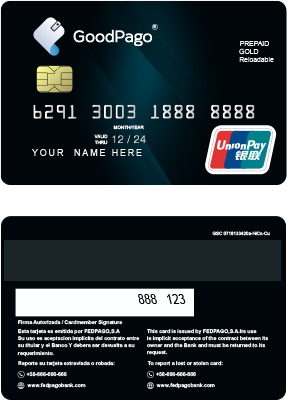 GoodPago®
PREPAID
GOLD
Reloadable
6291 3003 1888 8888
MONTH/YEAR
VALID
THRU 12 / 24
YOUR NAME HERE
UnionPay
银联
GSC 0718133420s-HiCo-Cu
888 123
Firma Autorizada / Cardmember Signature
Este tarjeta es emitida por FEDPAGO,S.A
Su uso es aceptacion implicita del contrato entre
su titular y el Banco Y debera ser devuelta a su
requerimiento.
Reporte su tarjeta extraviada o robada:
+58-666-666-666
www.fedpagobank.com
This card is issued by FEDPAGO,S.A.Its use
is implicit acceptance of the contract between its
owner and the Bank and must be returned to its
request.
To report a lost or stolen card:
+58-666-666-666
www.fedpagobank.com